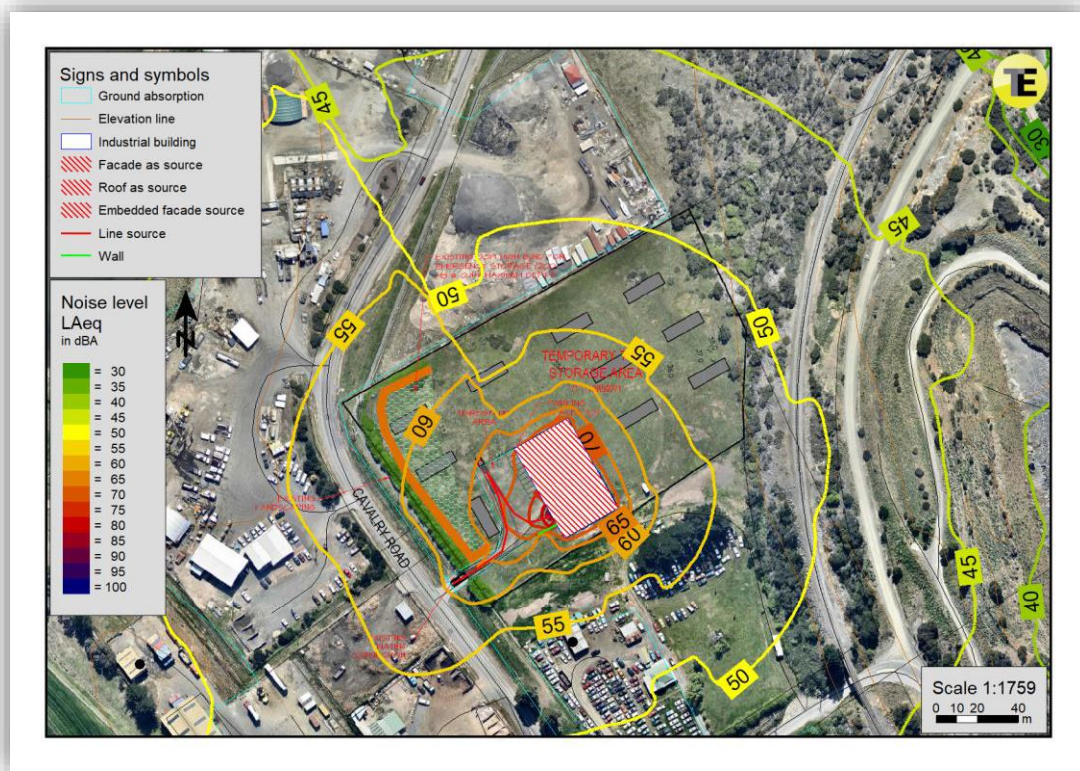 Signs and symbols
Ground absorption
Elevation line
Industrial building
Facade as source
Roof as source
Embedded facade source
Line source
Wall
Noise level
LAeq
in dBA
= 30
= 35
= 40
= 45
= 50
= 55
= 60
= 65
= 70
= 75
= 80
= 85
= 90
= 95
= 100
TE
45
30
45
50
50
55
55
TEMPORARY
STORAGE AREA
60
70
EXISTING
LANDSCAPING
CAVALRY ROAD
65
60
55
50
45
40
Scale 1:1759
0 10 20 40
m